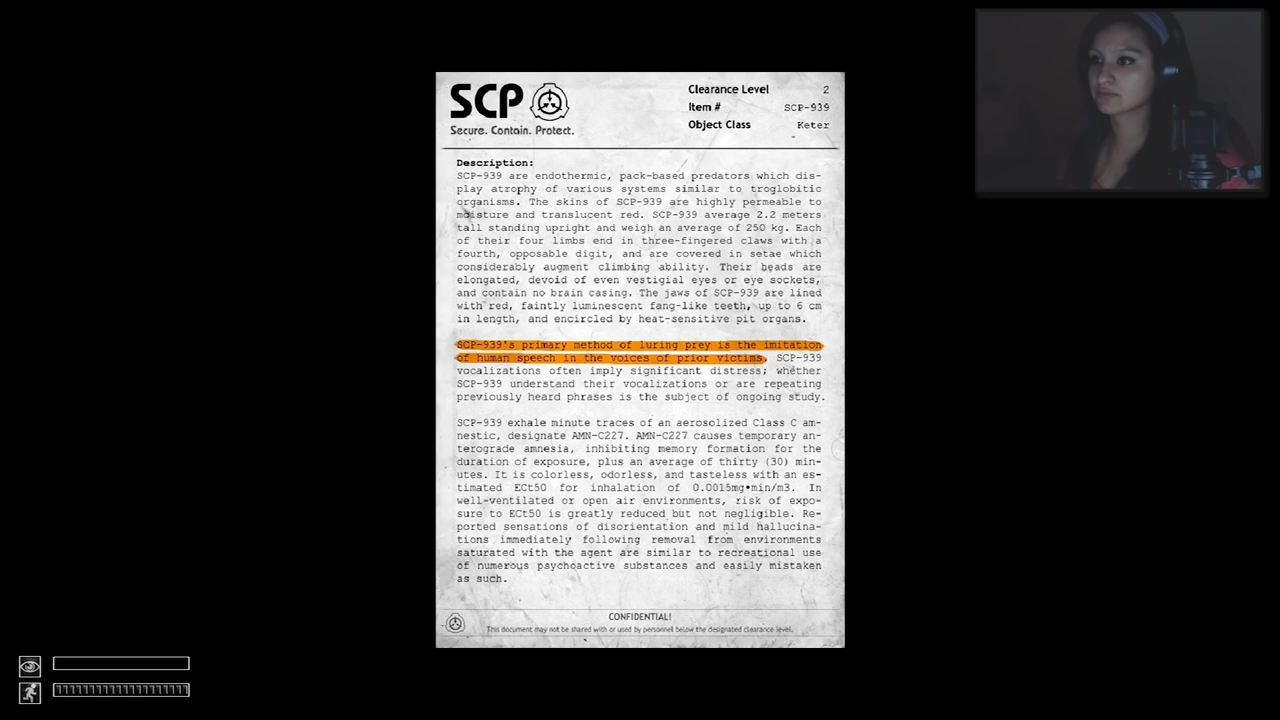 SCP
Secure. Contain. Protect.
Clearance Level 2
Item # SCP-939
Object Class Keter
Description:
SCP-939 are endothermic, pack-based predators which dis-
play atrophy of various systems similar to troglobitic
organisms. The skins of SCP-939 are highly permeable to
moisture and translucent red. SCP-939 average 2.2 meters
tall standing upright and weigh an average of 250 kg. Each
of their four limbs end in three-fingered claws with a
fourth, opposable digit, and are covered in setae which
considerably augment climbing ability. Their heads are
elongated, devoid of even vestigial eyes or eye sockets,
and contain no brain casing. The jaws of SCP-939 are lined
with red, faintly luminescent fang-like teeth, up to 6 cm
in length, and encircled by heat-sensitive pit organs.
SCP-939's primary method of luring prey is the imitation
of human speech in the voices of prior victims. SCP-939
vocalizations often imply significant distress; whether
SCP-939 understand their vocalizations or are repeating
previously heard phrases is the subject of ongoing study.
SCP-939 exhale minute traces of an aerosolized Class C am-
nestic, designate AMN-C227. AMN-C227 causes temporary an-
terograde amnesia, inhibiting memory formation for the
duration of exposure, plus an average of thirty (30) min-
utes. It is colorless, odorless, and tasteless with an es-
timated ECt50 for inhalation of 0.0015mg•min/m3. In
well-ventilated or open air environments, risk of expo-
sure to ECt50 is greatly reduced but not negligible. Re-
ported sensations of disorientation and mild hallucina-
tions immediately following removal from environments
saturated with the agent are similar to recreational use
of numerous psychoactive substances and easily mistaken
as such.
CONFIDENTIAL!
This document may not be shared with or used by personnel below the designated clearance level.